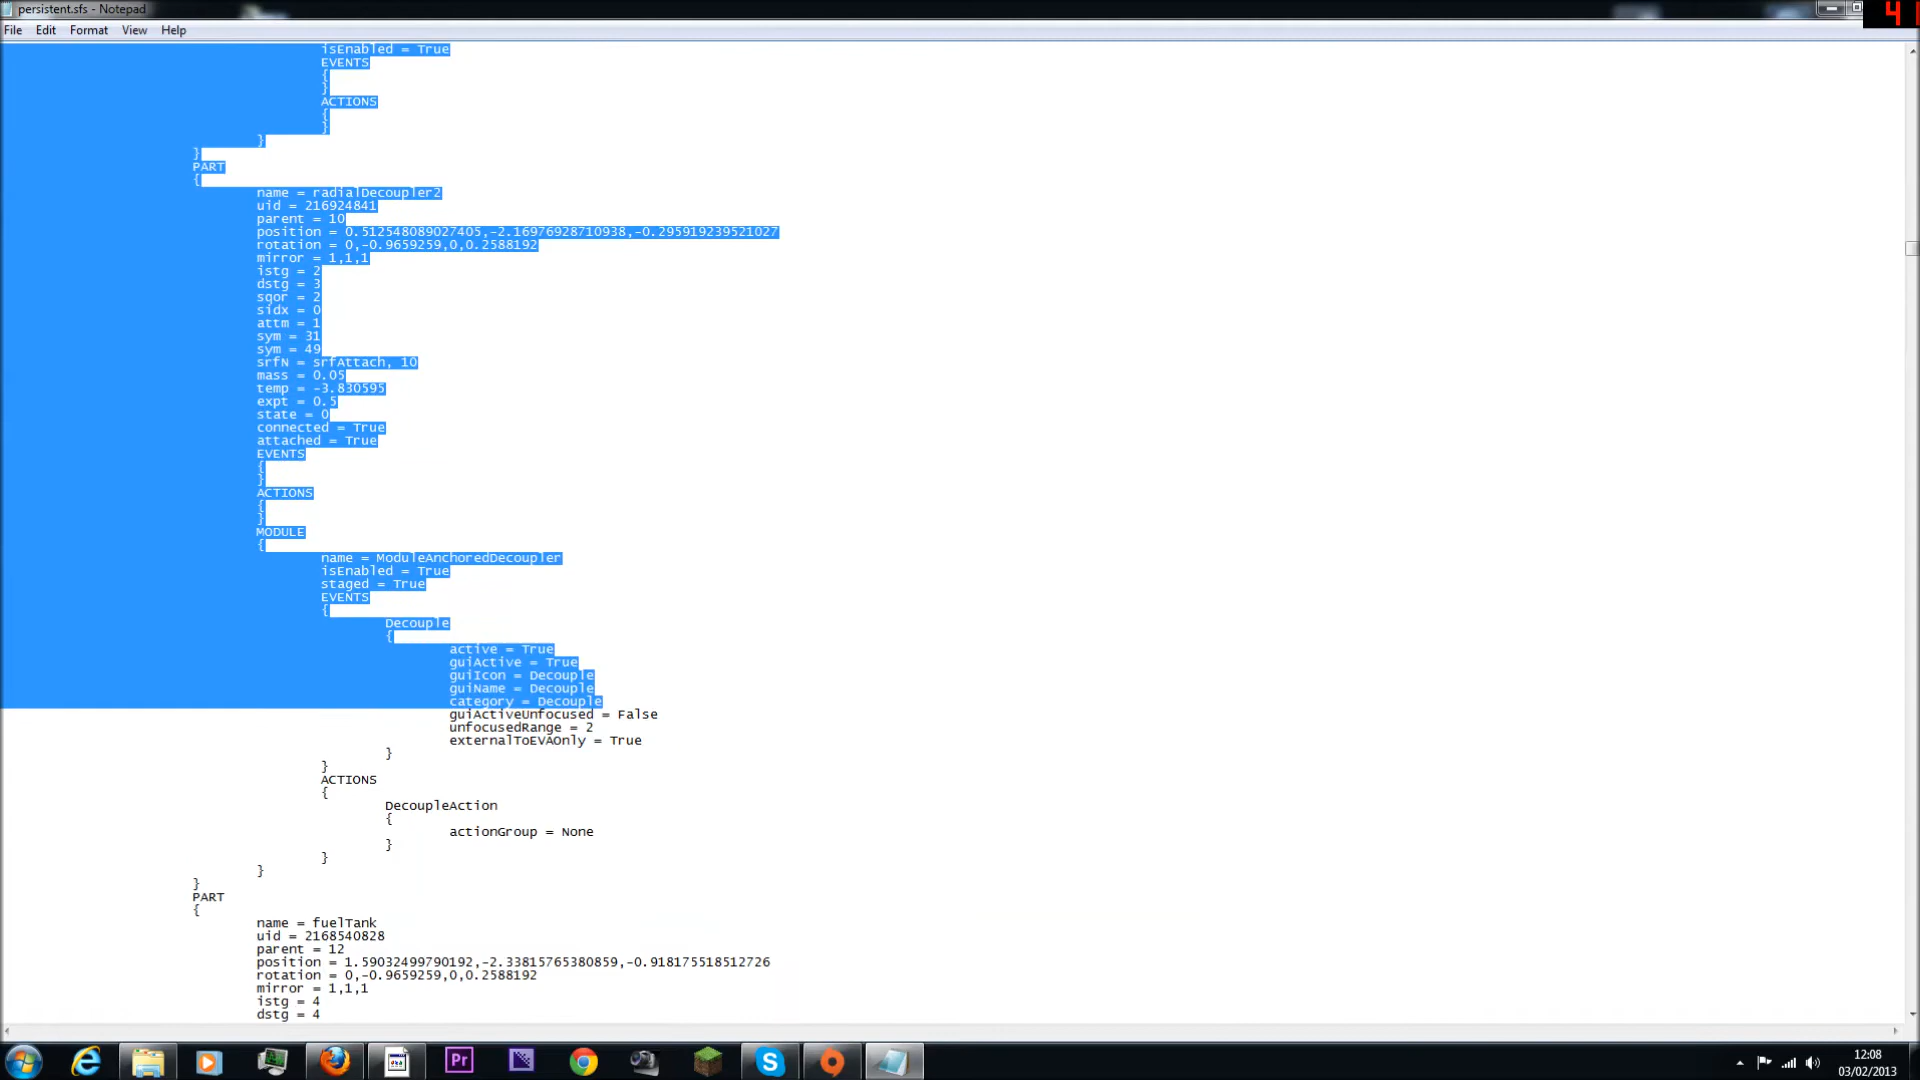 persistent.sfs - Notepad
41
File Edit Format View Help
isEnabled = True
EVENTS
{
}
ACTIONS
{
}
}
}
PART
{
name = radialDecoupler2
uid = 216924841
parent = 10
position = 0.512548089027405,-2.16976928710938,-0.295919239521027
rotation = 0,-0.9659259,0,0.2588192
mirror = 1,1,1
istg = 2
dstg = 3
sqor = 2
sidx = 0
attm = 1
sym = 31
sym = 49
srfN = srfAttach, 10
mass = 0.05
temp = -3.830595
expt = 0.5
state = 0
connected = True
attached = True
EVENTS
{
}
ACTIONS
{
}
MODULE
{
name = ModuleAnchoredDecoupler
isEnabled = True
staged = True
EVENTS
{
Decouple
{
active = True
guiActive = True
guiIcon = Decouple
guiName = Decouple
category = Decouple
guiActiveUnfocused = False
unfocusedRange = 2
externalToEVAOnly = True
}
}
ACTIONS
{
DecoupleAction
{
actionGroup = None
}
}
}
}
PART
{
name = fuelTank
uid = 2168540828
parent = 12
position = 1.59032499790192,-2.33815765380859,-0.918175518512726
rotation = 0,-0.9659259,0,0.2588192
mirror = 1,1,1
istg = 4
dstg = 4
Pr
12:08
03/02/2013